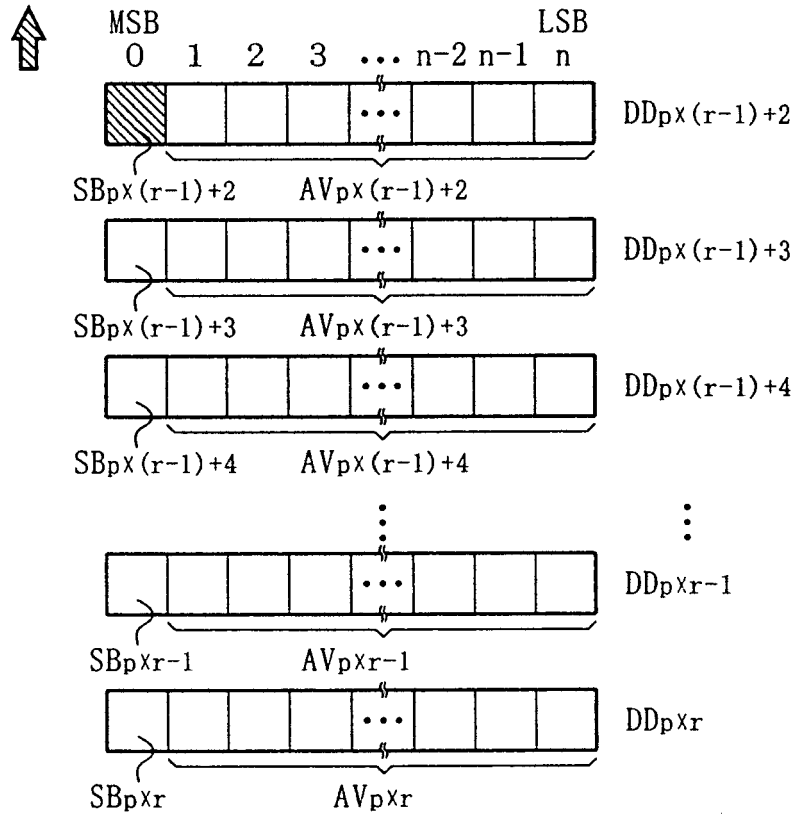 MSB LSB
0 1 2 3 ••• n-2 n-1 n
••• DDp×(r-1)+2
SBp×(r-1)+2 AVp×(r-1)+2
••• DDp×(r-1)+3
SBp×(r-1)+3 AVp×(r-1)+3
••• DDp×(r-1)+4
SBp×(r-1)+4 AVp×(r-1)+4
••• DDp×r-1
SBp×r-1 AVp×r-1
••• DDp×r
SBp×r AVp×r